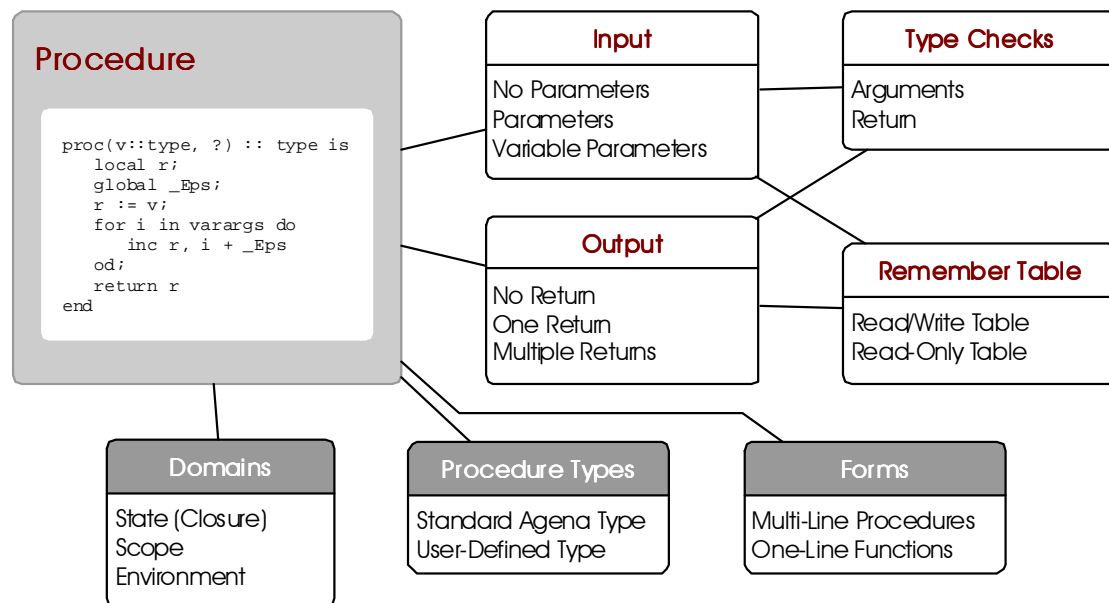 Procedure
proc(v::type, ?) :: type is
local r;
global _Eps;
r := v;
for i in varargs do
inc r, i + _Eps
od;
return r
end
Input
No Parameters
Parameters
Variable Parameters
Type Checks
Arguments
Return
Output
No Return
One Return
Multiple Returns
Remember Table
Read/Write Table
Read-Only Table
Domains
State (Closure)
Scope
Environment
Procedure Types
Standard Agena Type
User-Defined Type
Forms
Multi-Line Procedures
One-Line Functions